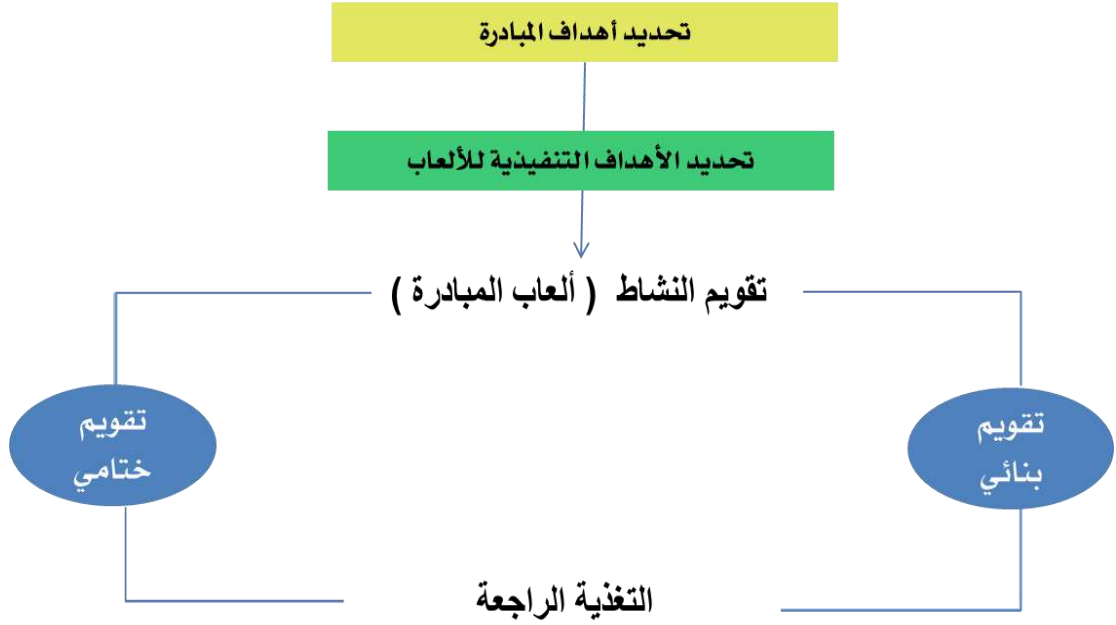 تحديد أهداف المبادرة
تحديد الأهداف التنفيذية للألعاب
تقويم النشاط ( ألعاب المبادرة )
تقويم
بنائي
تقويم
ختامي
التغذية الراجعة